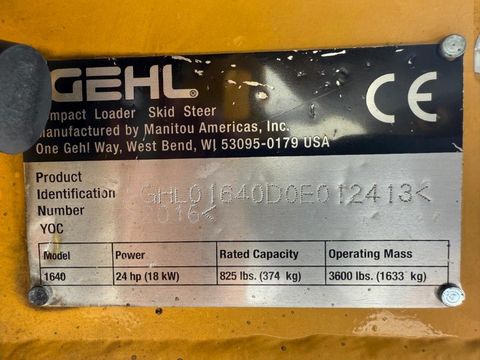 GEHL
Compact Loader Skid Steer
Manufactured by Manitou Americas, Inc.
One Gehl Way, West Bend, WI 53095-0179 USA
CE
Product
Identification GHL01640D0E012413<
Number 016<
YOC
Model Power Rated Capacity Operating Mass
1640 24 hp (18 kW) 825 lbs. (374 kg) 3600 lbs. (1633 kg)